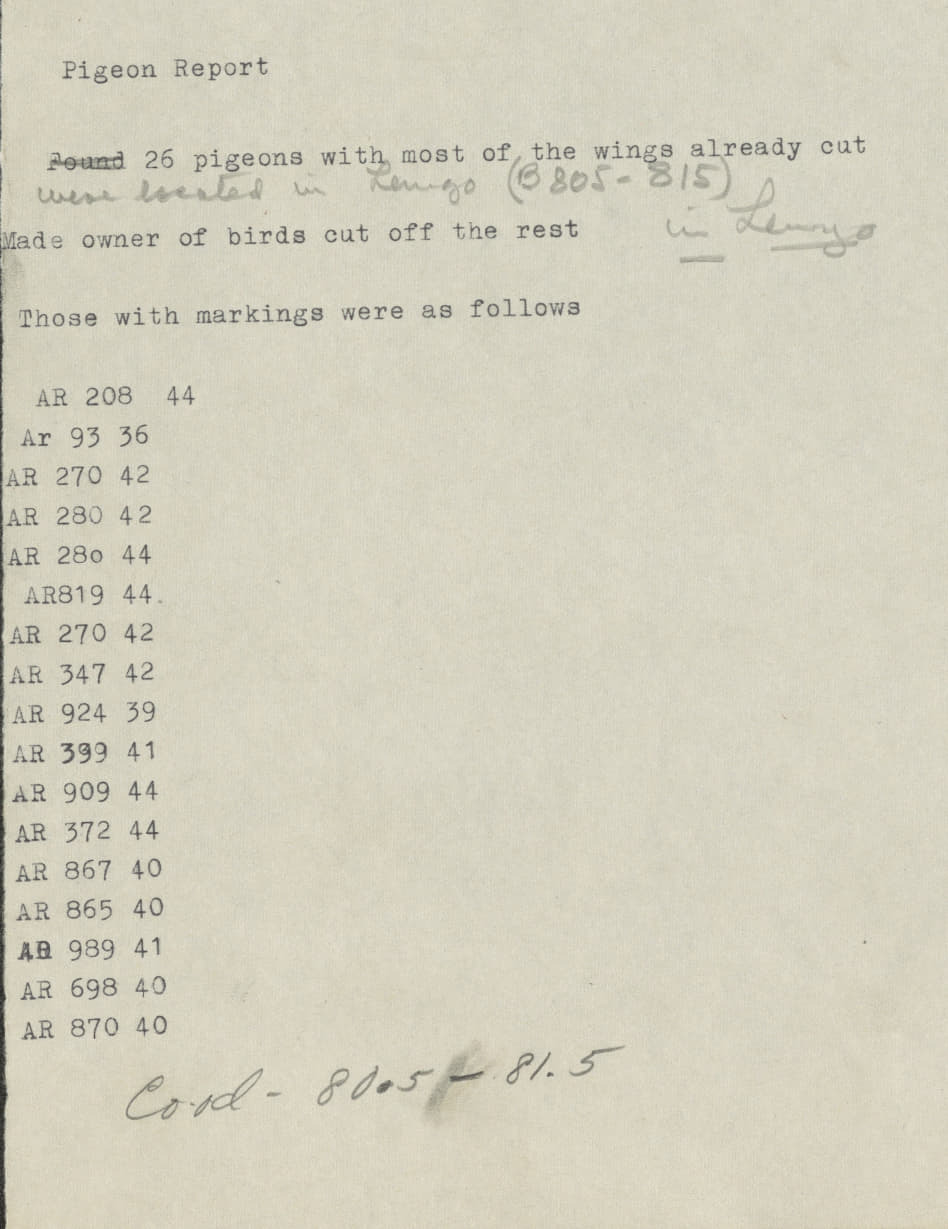 Pigeon Report
Found 26 pigeons with most of the wings already cut
were located in Lemgo (B 805 - 815)
Made owner of birds cut off the rest in Lemgo
Those with markings were as follows
AR 208 44
Ar 93 36
AR 270 42
AR 280 42
AR 28o 44
AR819 44.
AR 270 42
AR 347 42
AR 924 39
AR 399 41
AR 909 44
AR 372 44
AR 867 40
AR 865 40
AR 989 41
AR 698 40
AR 870 40
Co-od - 80.5 - 81.5